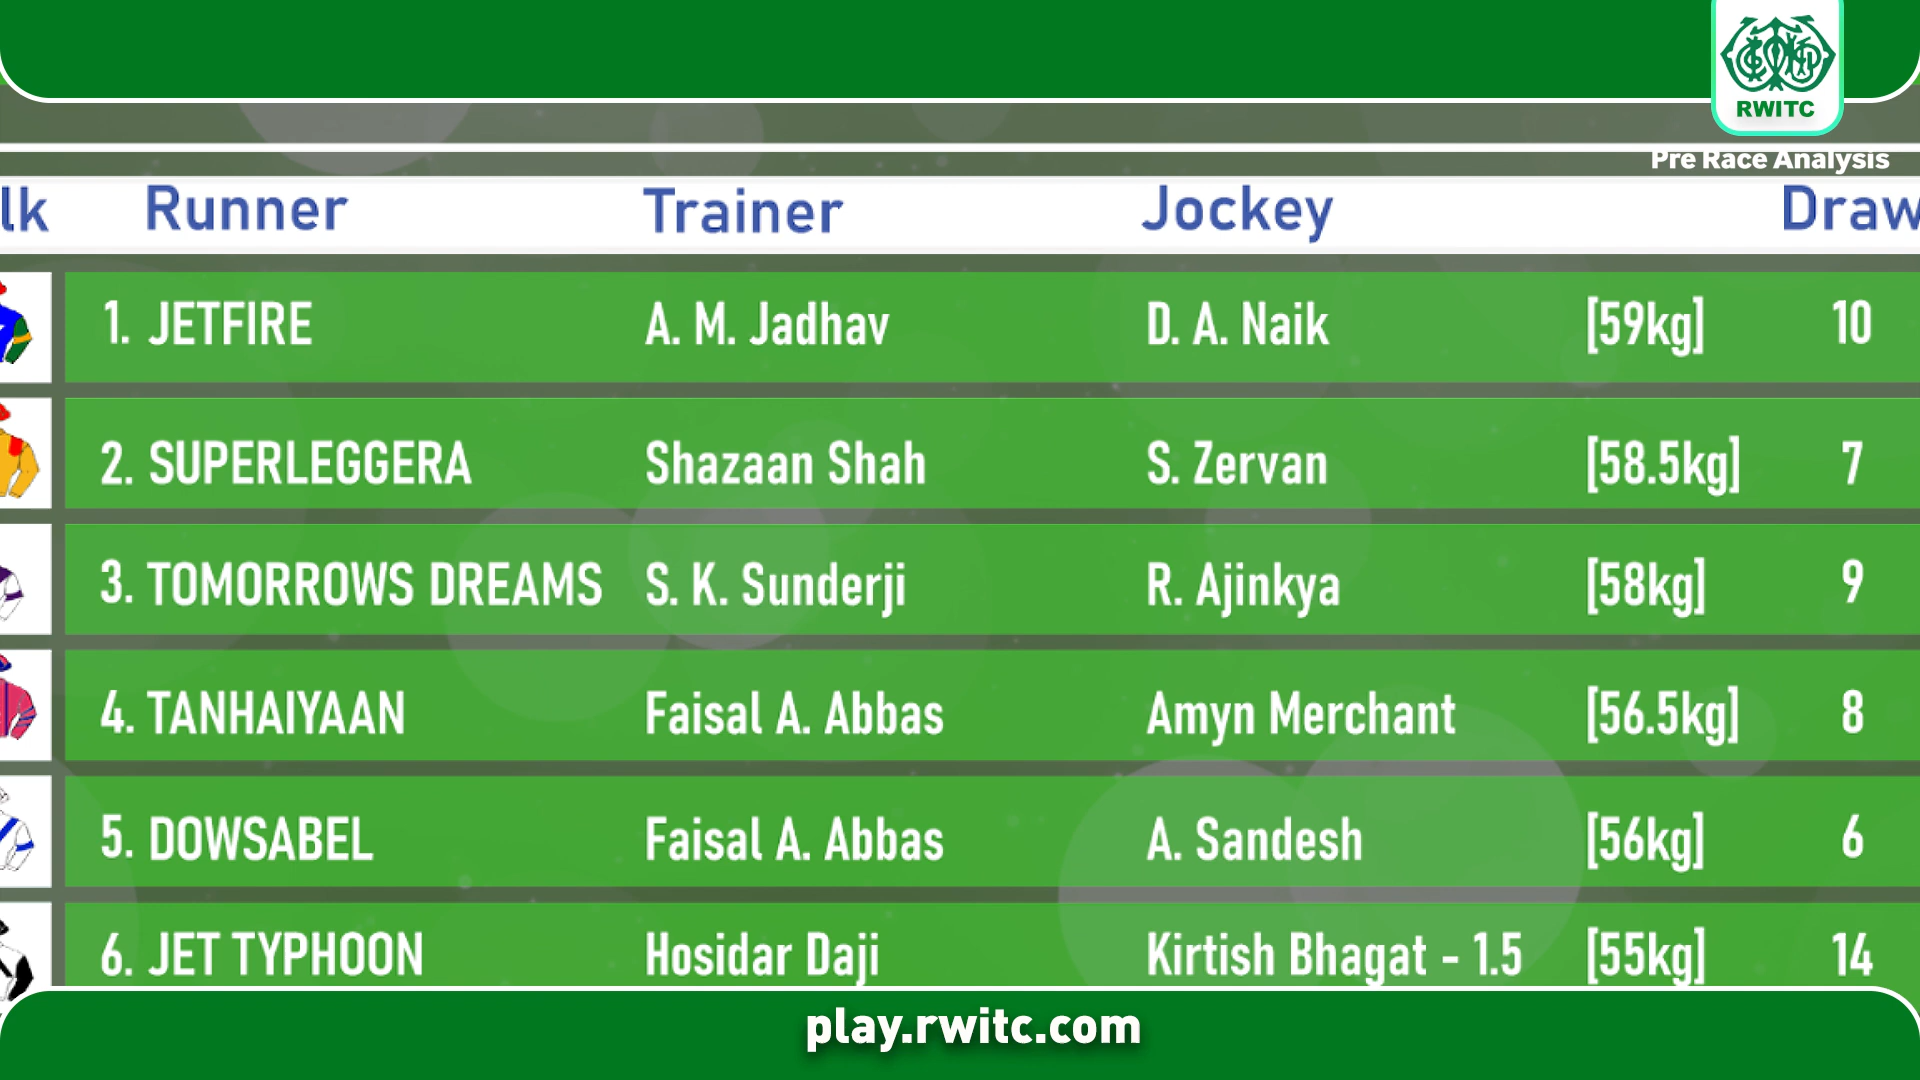 RWITC
Pre Race Analysis
lk Runner Trainer Jockey Draw
1. JETFIRE A. M. Jadhav D. A. Naik [59kg] 10
2. SUPERLEGGERA Shazaan Shah S. Zervan [58.5kg] 7
3. TOMORROWS DREAMS S. K. Sunderji R. Ajinkya [58kg] 9
4. TANHAIYAAN Faisal A. Abbas Amyn Merchant [56.5kg] 8
5. DOWSABEL Faisal A. Abbas A. Sandesh [56kg] 6
6. JET TYPHOON Hosidar Daji Kirtish Bhagat - 1.5 [55kg] 14
play.rwitc.com